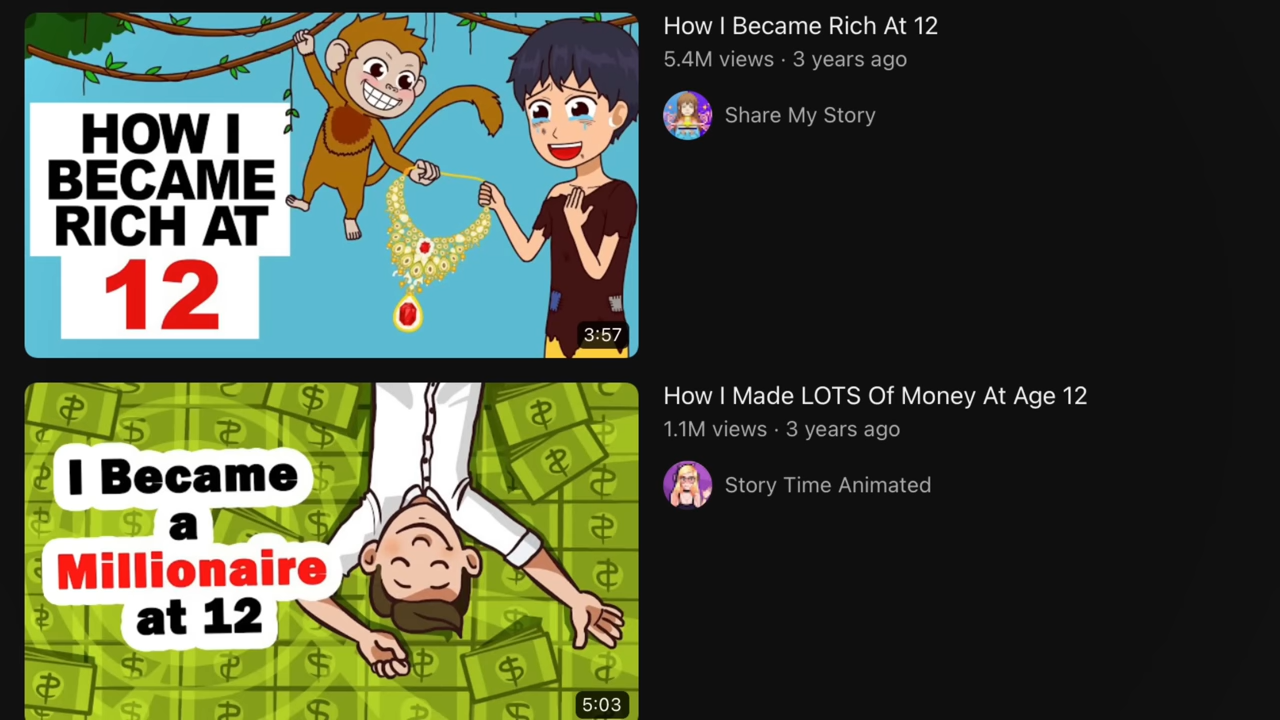 HOW I
BECAME
RICH AT
12
3:57
How I Became Rich At 12
5.4M views · 3 years ago
Share My Story
I Became
a
Millionaire
at 12
5:03
How I Made LOTS Of Money At Age 12
1.1M views · 3 years ago
Story Time Animated